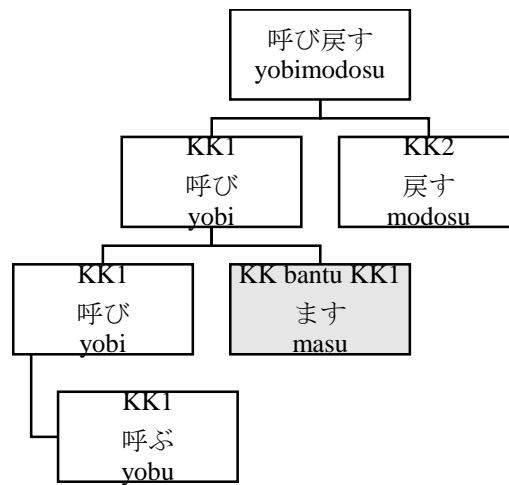 呼び戻す
yobimodosu
KK1
呼び
yobi
KK2
戻す
modosu
KK1
呼び
yobi
KK bantu KK1
ます
masu
KK1
呼ぶ
yobu